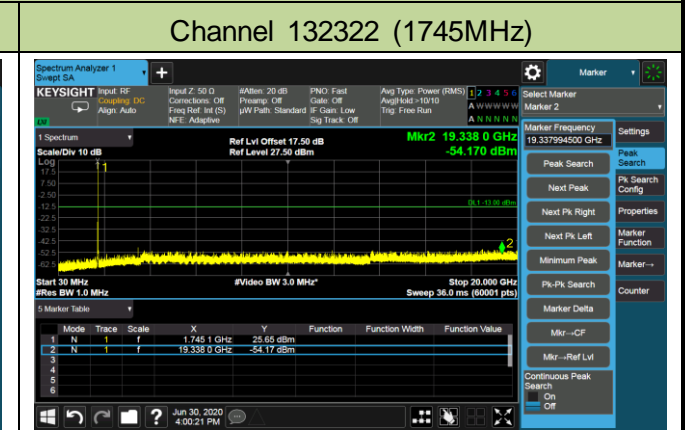 Channel 132322 (1745MHz)
Spectrum Analyzer 1
Swept SA
Marker
KEYSIGHT
Input: RF
Coupling: DC
Align: Auto
Input Z: 50 Ω
Corrections: Off
Freq Ref: Int (S)
NFE: Adaptive
#Atten: 20 dB
Preamp: Off
µW Path: Standard
PNO: Fast
Gate: Off
IF Gain: Low
Sig Track: Off
Avg Type: Power (RMS)
Avg|Hold:>10/10
Trig: Free Run
1 2 3 4 5 6
A W W W W W
A N N N N N
LV
Select Marker
Marker 2
Marker Frequency
19.337994500 GHz
Settings
Peak Search
Peak
Search
Next Peak
Pk Search
Config
Next Pk Right
Properties
Next Pk Left
Marker
Function
Minimum Peak
Marker→
Pk-Pk Search
Counter
Marker Delta
Mkr→CF
Mkr→Ref Lvl
Continuous Peak
Search
On
Off
1 Spectrum
Scale/Div 10 dB
Log
Ref Lvl Offset 17.50 dB
Ref Level 27.50 dBm
Mkr2 19.338 0 GHz
-54.170 dBm
17.5
7.50
-2.50
-12.5
-22.5
-32.5
-42.5
-52.5
-62.5
1
DL1 -13.00 dBm
2
Start 30 MHz
#Res BW 1.0 MHz
#Video BW 3.0 MHz*
Stop 20.000 GHz
Sweep 36.0 ms (60001 pts)
5 Marker Table
Mode Trace Scale X Y Function Function Width Function Value
1 N 1 f 1.745 1 GHz 25.65 dBm
2 N 1 f 19.338 0 GHz -54.17 dBm
3
4
5
6
?
Jun 30, 2020
4:00:21 PM